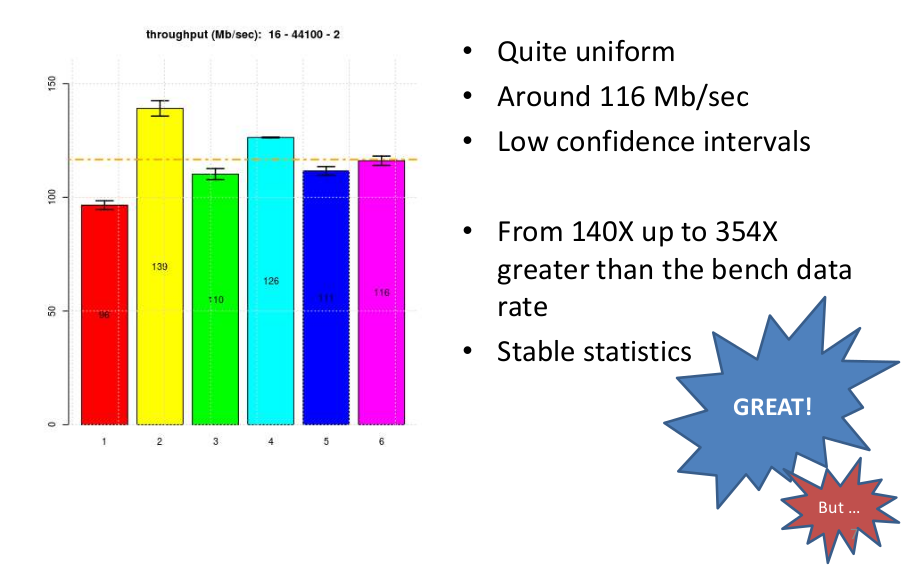 throughput (Mb/sec): 16 - 44100 - 2
150
100
50
0
96
139
110
126
111
116
1 2 3 4 5 6
• Quite uniform
• Around 116 Mb/sec
• Low confidence intervals
• From 140X up to 354X
greater than the bench data
rate
• Stable statistics
GREAT!
But ...